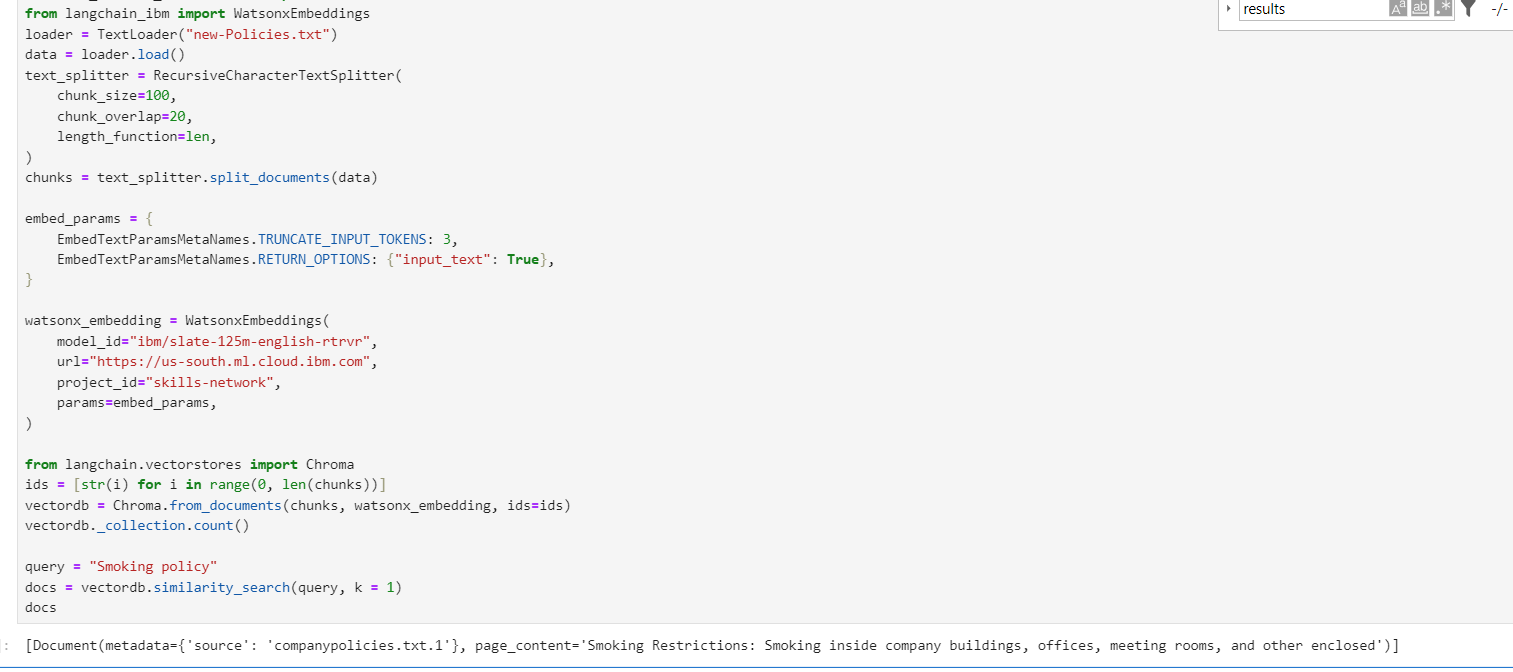 results
Aª ab .* -/-
from langchain_ibm import WatsonxEmbeddings
loader = TextLoader("new-Policies.txt")
data = loader.load()
text_splitter = RecursiveCharacterTextSplitter(
    chunk_size=100,
    chunk_overlap=20,
    length_function=len,
)
chunks = text_splitter.split_documents(data)
embed_params = {
    EmbedTextParamsMetaNames.TRUNCATE_INPUT_TOKENS: 3,
    EmbedTextParamsMetaNames.RETURN_OPTIONS: {"input_text": True},
}
watsonx_embedding = WatsonxEmbeddings(
    model_id="ibm/slate-125m-english-rtrvr",
    url="https://us-south.ml.cloud.ibm.com",
    project_id="skills-network",
    params=embed_params,
)
from langchain.vectorstores import Chroma
ids = [str(i) for i in range(0, len(chunks))]
vectordb = Chroma.from_documents(chunks, watsonx_embedding, ids=ids)
vectordb._collection.count()
query = "Smoking policy"
docs = vectordb.similarity_search(query, k = 1)
docs
: [Document(metadata={'source': 'companypolicies.txt.1'}, page_content='Smoking Restrictions: Smoking inside company buildings, offices, meeting rooms, and other enclosed')]